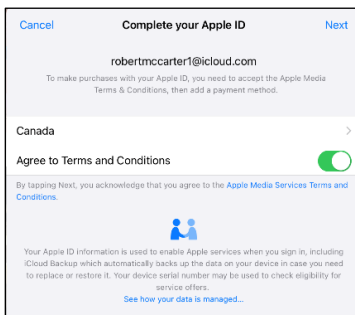 Cancel Complete your Apple ID Next
robertmccarter1@icloud.com
To make purchases with your Apple ID, you need to accept the Apple Media
Terms & Conditions, then add a payment method.
Canada
Agree to Terms and Conditions
By tapping Next, you acknowledge that you agree to the Apple Media Services Terms and
Conditions.
Your Apple ID information is used to enable Apple services when you sign in, including
iCloud Backup which automatically backs up the data on your device in case you need
to replace or restore it. Your device serial number may be used to check eligibility for
service offers.
See how your data is managed...